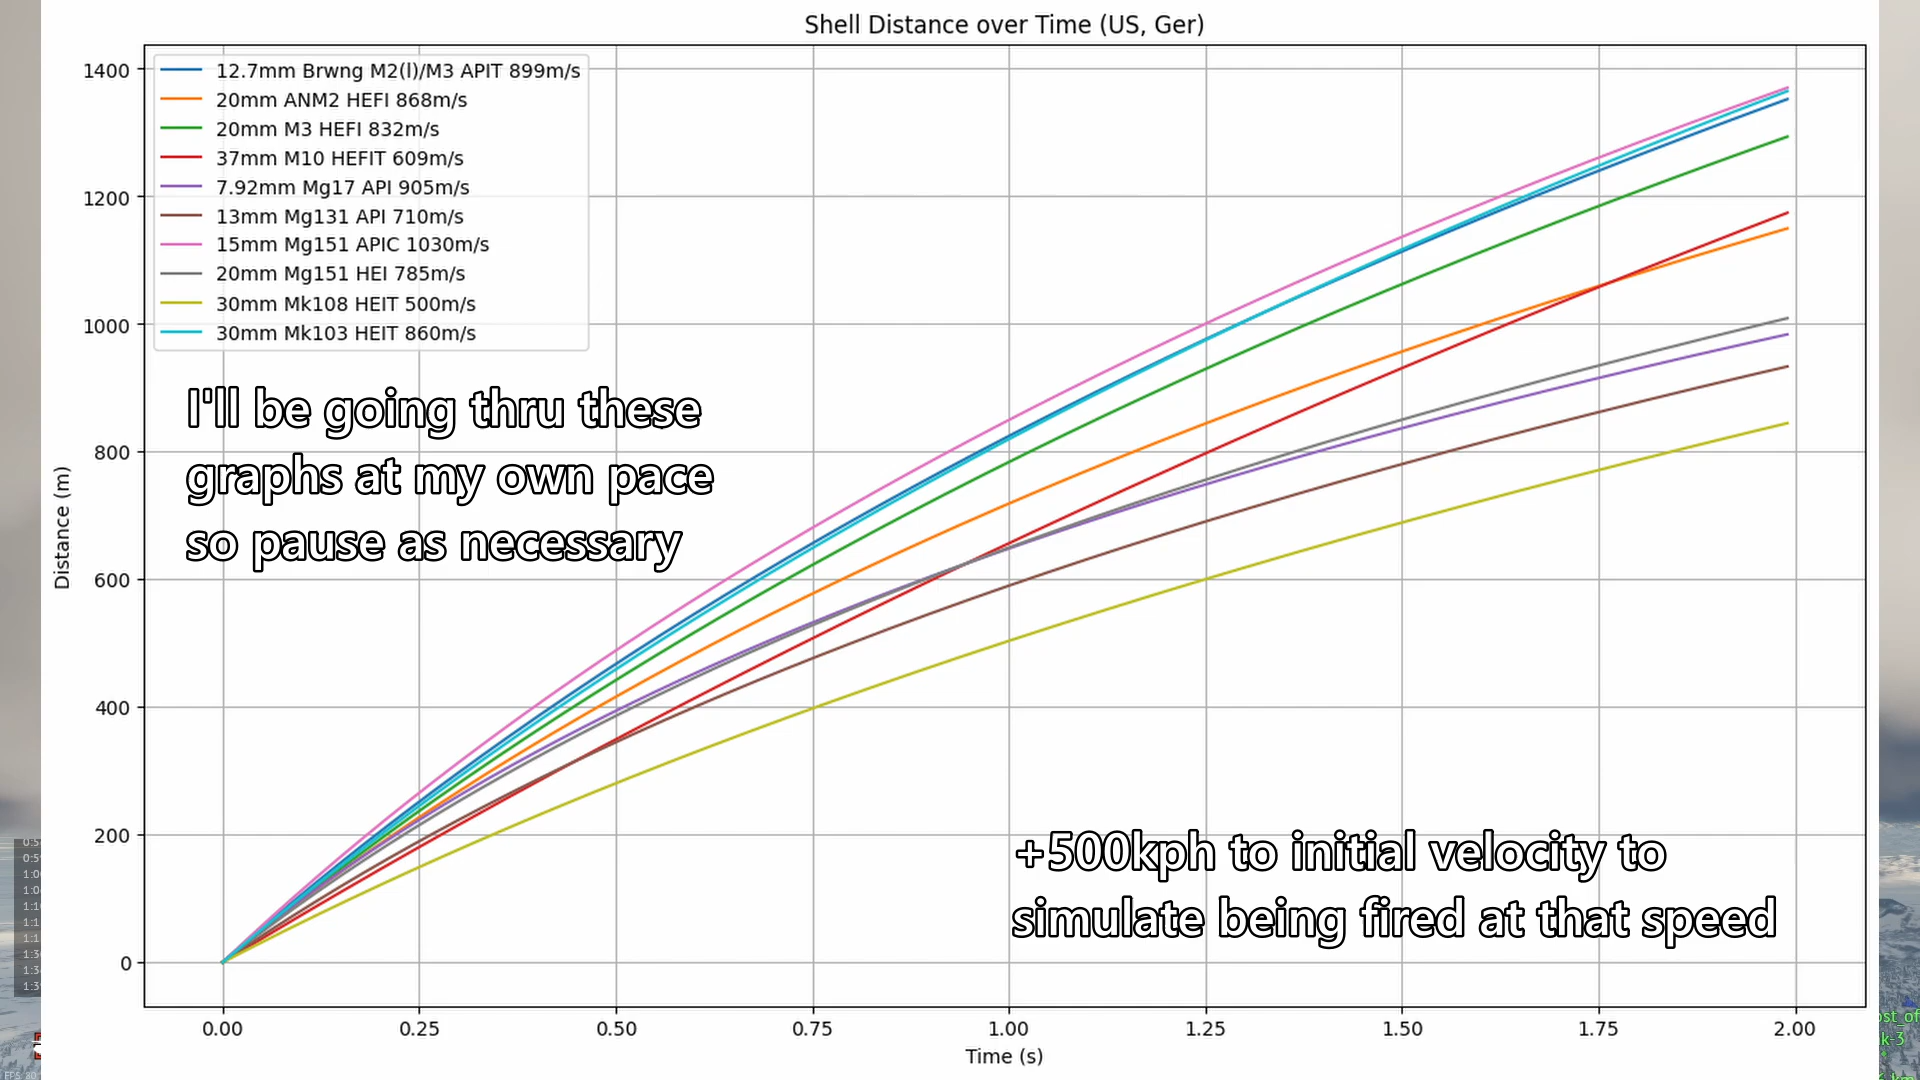 Shell Distance over Time (US, Ger)
1400
1200
1000
800
600
400
200
0
Distance (m)
12.7mm Brwng M2(l)/M3 APIT 899m/s
20mm ANM2 HEFI 868m/s
20mm M3 HEFI 832m/s
37mm M10 HEFIT 609m/s
7.92mm Mg17 API 905m/s
13mm Mg131 API 710m/s
15mm Mg151 APIC 1030m/s
20mm Mg151 HEI 785m/s
30mm Mk108 HEIT 500m/s
30mm Mk103 HEIT 860m/s
I'll be going thru these
graphs at my own pace
so pause as necessary
+500kph to initial velocity to
simulate being fired at that speed
0.00 0.25 0.50 0.75 1.00 1.25 1.50 1.75 2.00
Time (s)